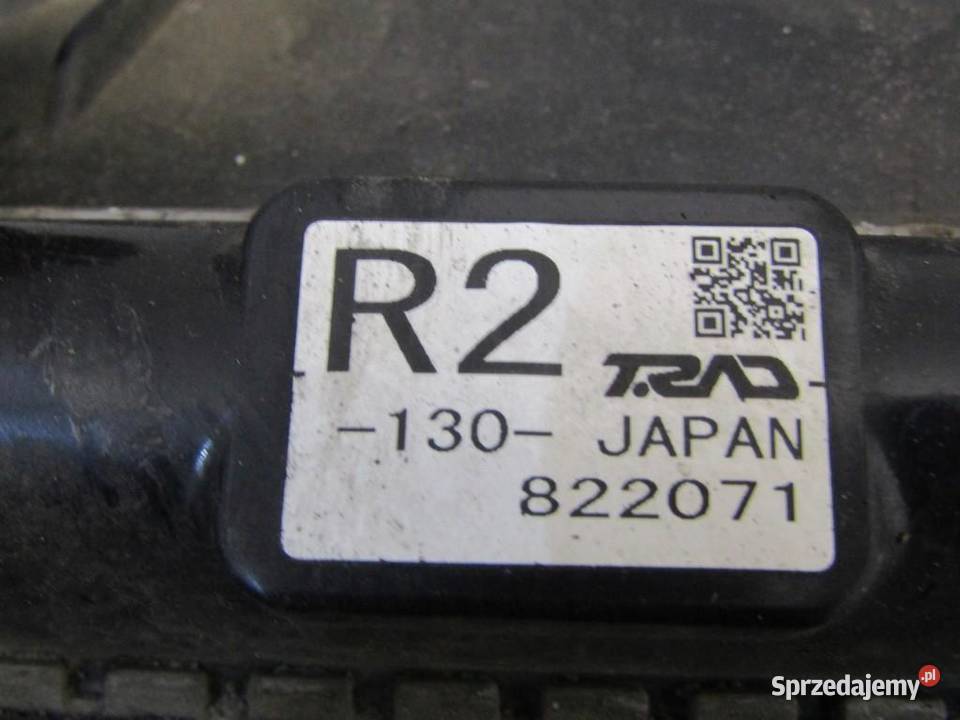 R2
T.RAD
-130- JAPAN
822071
Sprzedajemy.pl